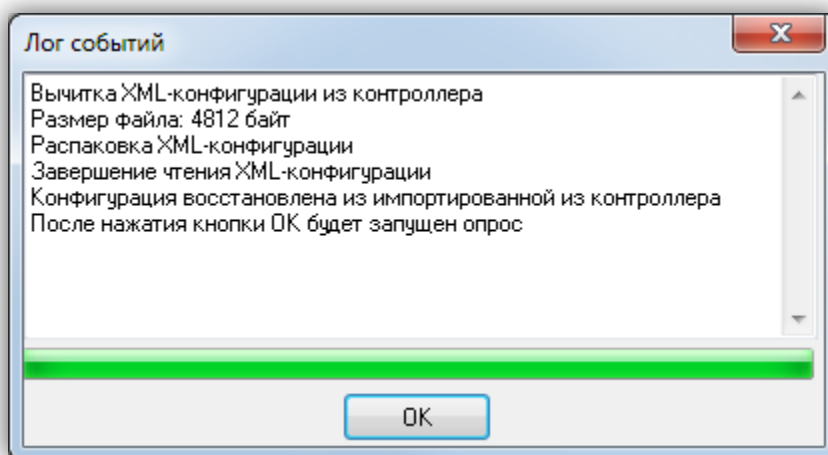 Лог событий
Вычитка XML-конфигурации из контроллера
Размер файла: 4812 байт
Распаковка XML-конфигурации
Завершение чтения XML-конфигурации
Конфигурация восстановлена из импортированной из контроллера
После нажатия кнопки ОК будет запущен опрос
OK